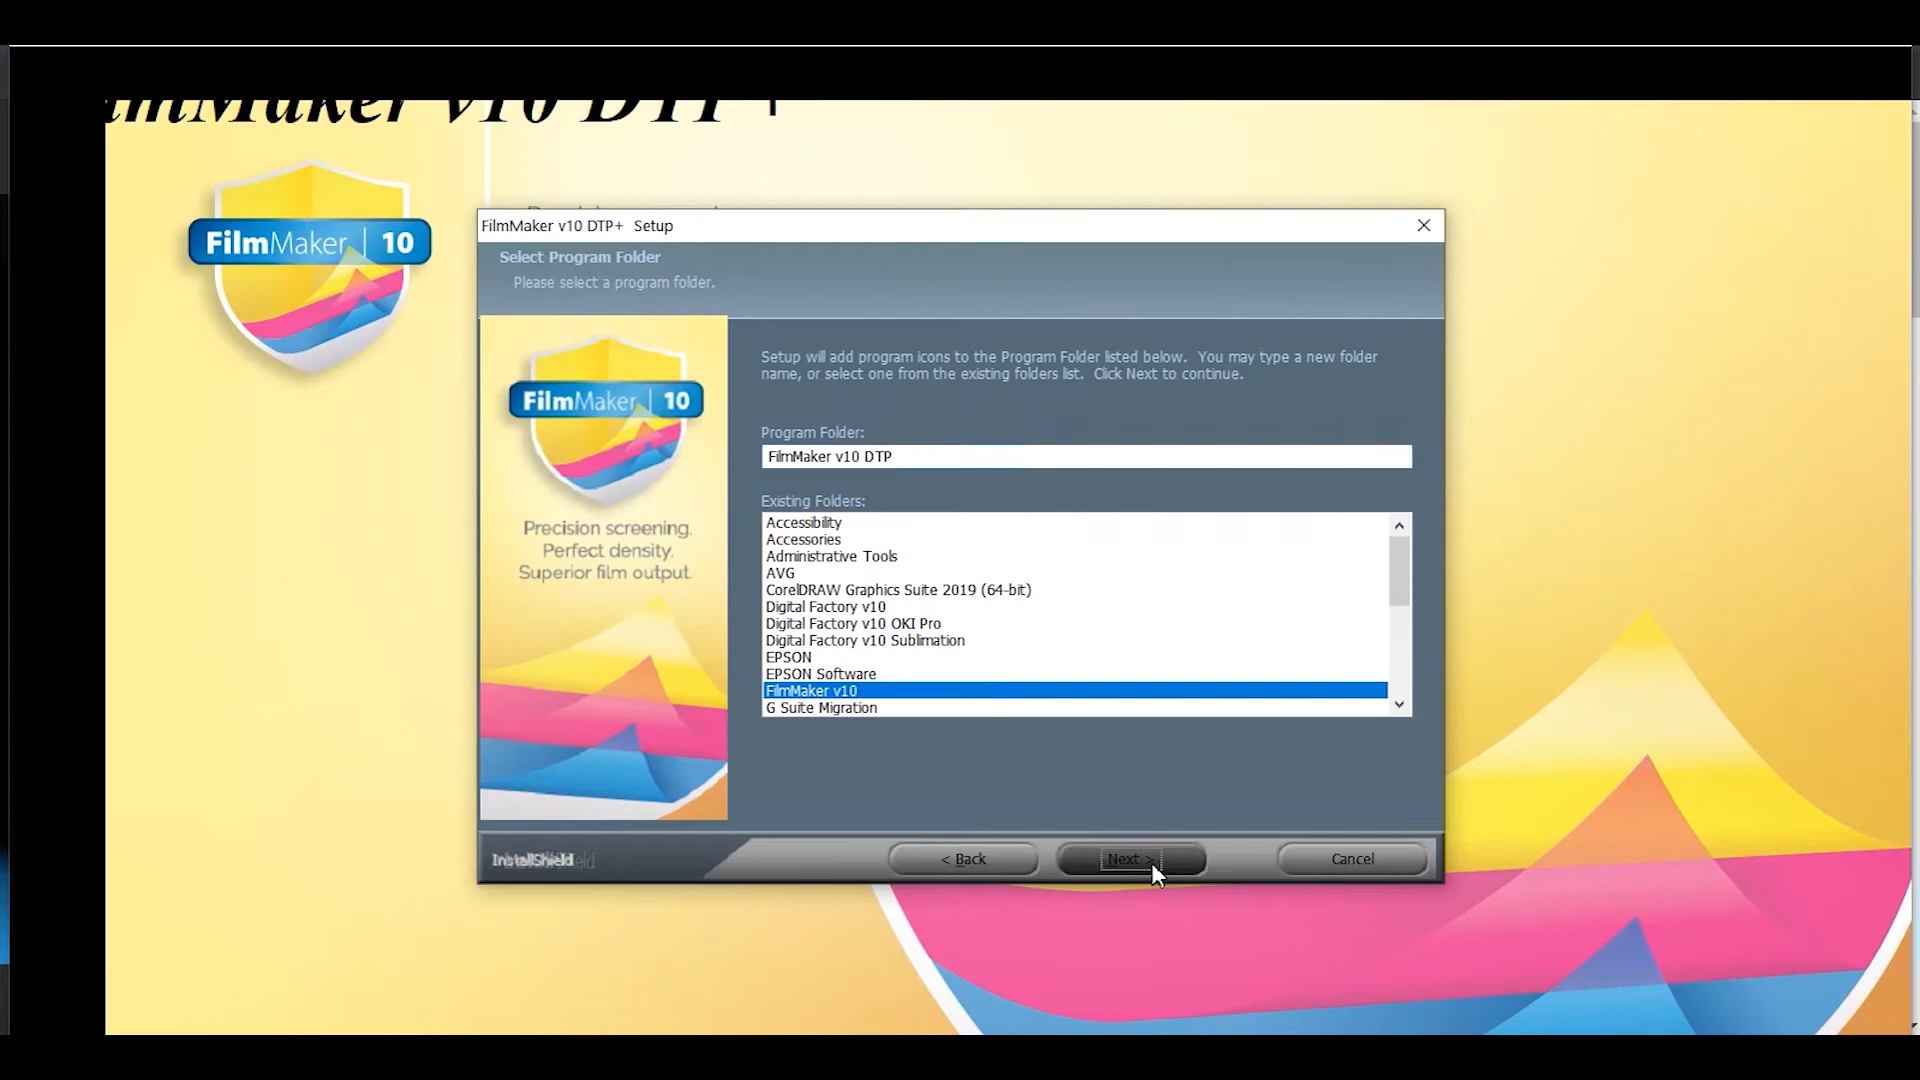 ilmMaker v10 DTP+
FilmMaker | 10
FilmMaker v10 DTP+ Setup
Select Program Folder
Please select a program folder.
FilmMaker | 10
Precision screening.
Perfect density.
Superior film output.
Setup will add program icons to the Program Folder listed below. You may type a new folder
name, or select one from the existing folders list. Click Next to continue.
Program Folder:
FilmMaker v10 DTP
Existing Folders:
Accessibility
Accessories
Administrative Tools
AVG
CorelDRAW Graphics Suite 2019 (64-bit)
Digital Factory v10
Digital Factory v10 OKI Pro
Digital Factory v10 Sublimation
EPSON
EPSON Software
FilmMaker v10
G Suite Migration
InstallShield
< Back
Next >
Cancel